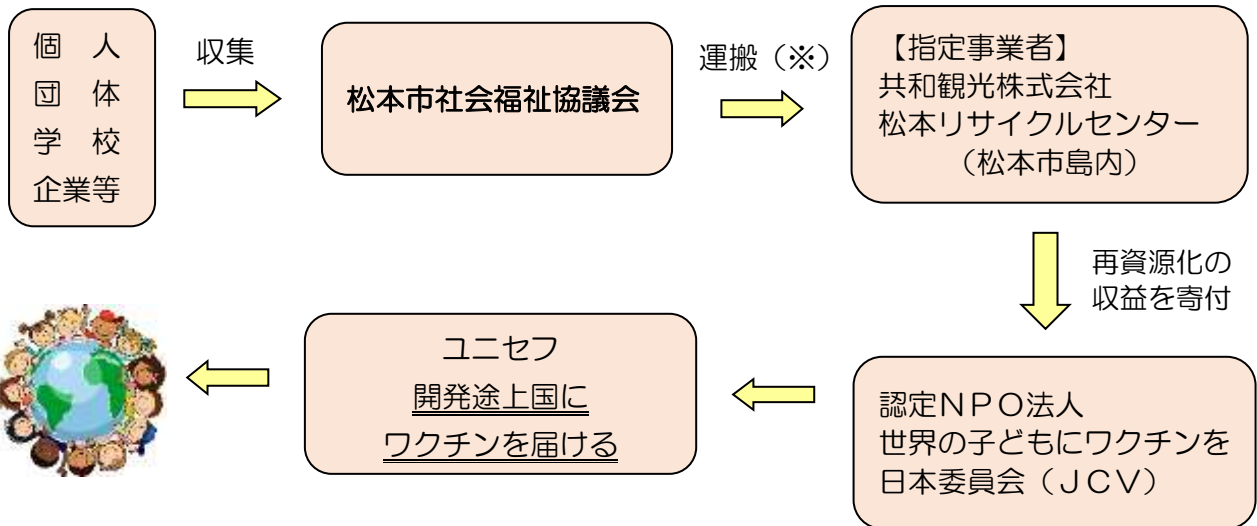 個　人
団　体
学　校
企業等
収集
松本市社会福祉協議会
運搬（※）
【指定事業者】
共和観光株式会社
松本リサイクルセンター
（松本市島内）
再資源化の
収益を寄付
認定ＮＰＯ法人
世界の子どもにワクチンを
日本委員会（ＪＣＶ）
ユニセフ
開発途上国に
ワクチンを届ける